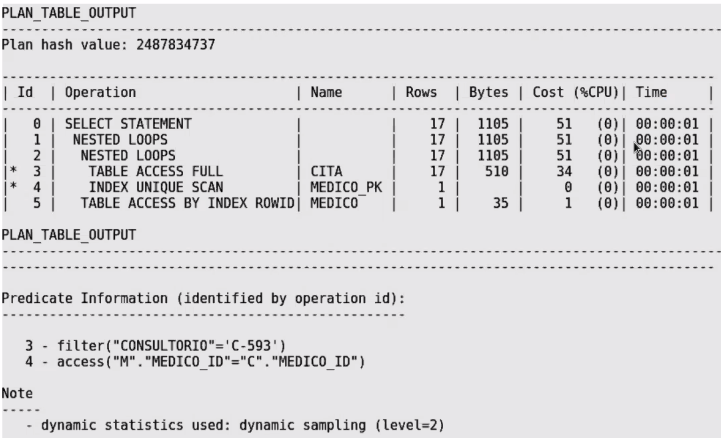 PLAN_TABLE_OUTPUT
--------------------------------------------------------------------------------
Plan hash value: 2487834737
--------------------------------------------------------------------------------
| Id | Operation | Name | Rows | Bytes | Cost (%CPU)| Time |
--------------------------------------------------------------------------------
| 0 | SELECT STATEMENT | | 17 | 1105 | 51 (0)| 00:00:01 |
| 1 | NESTED LOOPS | | 17 | 1105 | 51 (0)| 00:00:01 |
| 2 | NESTED LOOPS | | 17 | 1105 | 51 (0)| 00:00:01 |
|* 3 | TABLE ACCESS FULL | CITA | 17 | 510 | 34 (0)| 00:00:01 |
|* 4 | INDEX UNIQUE SCAN | MEDICO_PK | 1 | | 0 (0)| 00:00:01 |
| 5 | TABLE ACCESS BY INDEX ROWID| MEDICO | 1 | 35 | 1 (0)| 00:00:01 |
PLAN_TABLE_OUTPUT
--------------------------------------------------------------------------------
--------------------------------------------------------------------------------
Predicate Information (identified by operation id):
---------------------------------------------------
3 - filter("CONSULTORIO"='C-593')
4 - access("M"."MEDICO_ID"="C"."MEDICO_ID")
Note
-----
- dynamic statistics used: dynamic sampling (level=2)